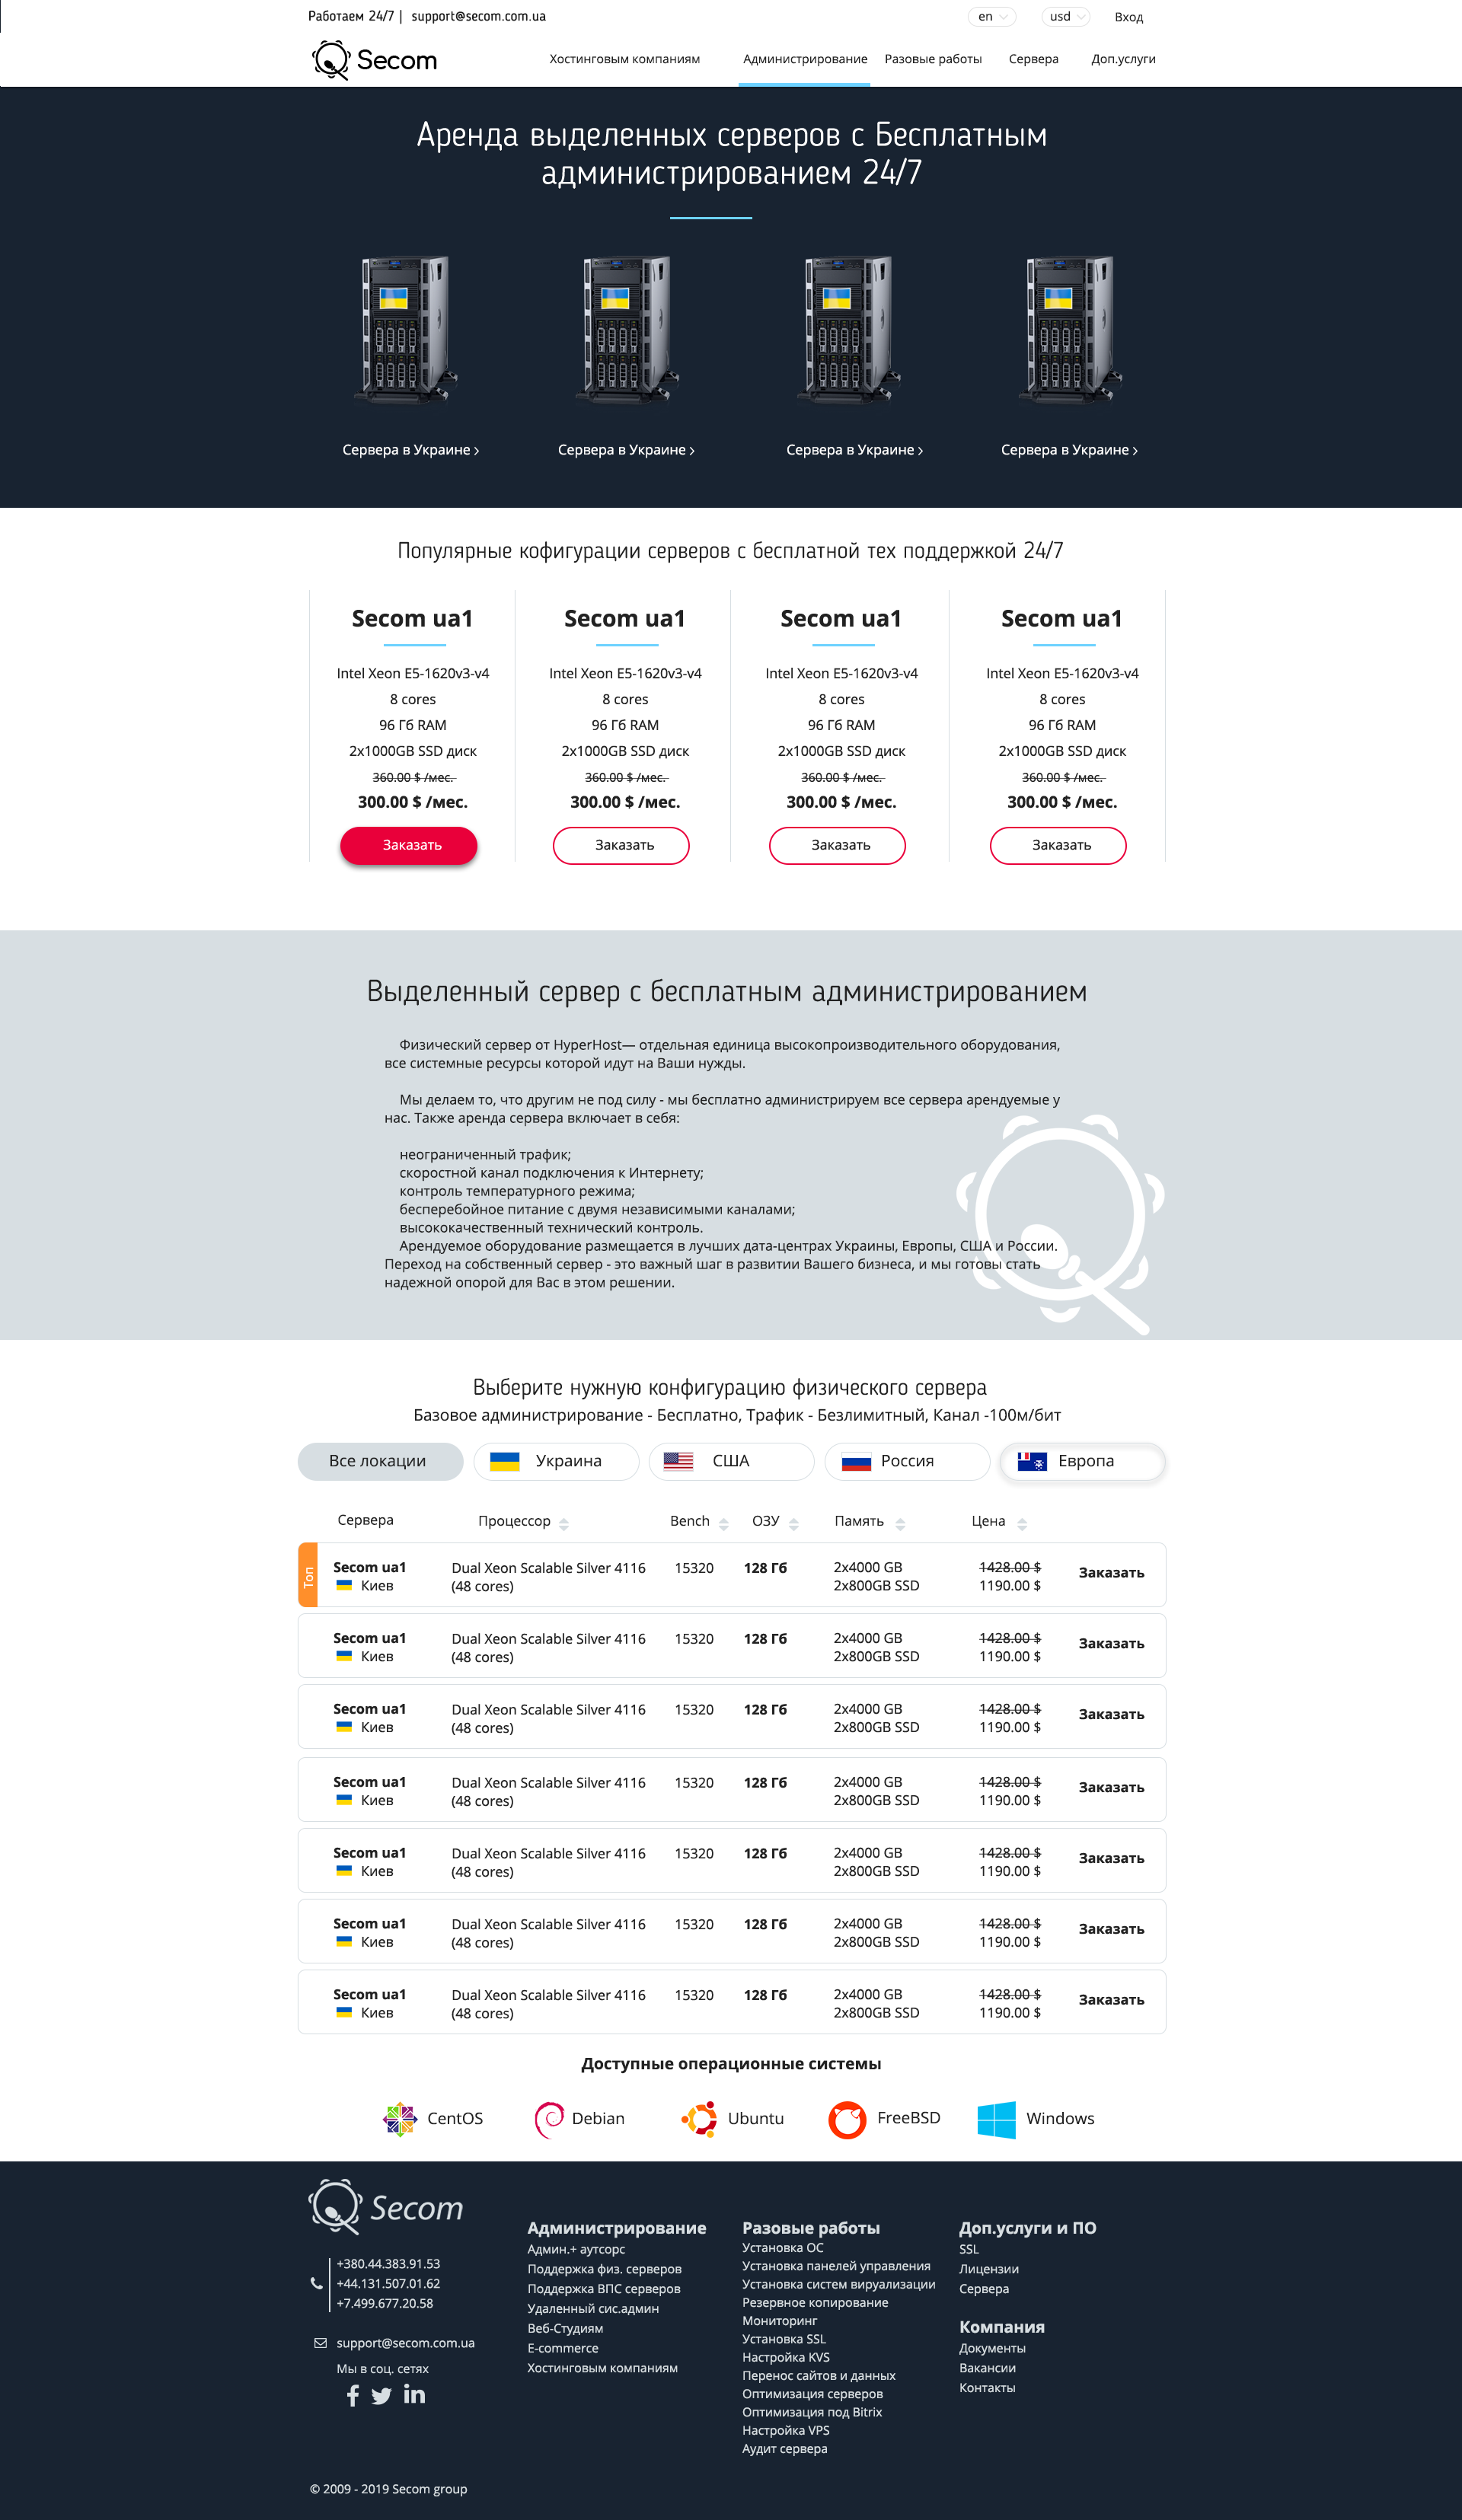 Работаем 24/7 | support@secom.com.ua
en usd Вход
Secom
Хостинговым компаниям Администрирование Разовые работы Сервера Доп.услуги
Аренда выделенных серверов с Бесплатным
администрированием 24/7
Сервера в Украине > Сервера в Украине > Сервера в Украине > Сервера в Украине >
Популярные кофигурации серверов с бесплатной тех поддержкой 24/7
Secom ua1 Secom ua1 Secom ua1 Secom ua1
Intel Xeon E5-1620v3-v4 Intel Xeon E5-1620v3-v4 Intel Xeon E5-1620v3-v4 Intel Xeon E5-1620v3-v4
8 cores 8 cores 8 cores 8 cores
96 Гб RAM 96 Гб RAM 96 Гб RAM 96 Гб RAM
2x1000GB SSD диск 2x1000GB SSD диск 2x1000GB SSD диск 2x1000GB SSD диск
360.00 $ /мес. 360.00 $ /мес. 360.00 $ /мес. 360.00 $ /мес.
300.00 $ /мес. 300.00 $ /мес. 300.00 $ /мес. 300.00 $ /мес.
Заказать Заказать Заказать Заказать
Выделенный сервер с бесплатным администрированием
Физический сервер от HyperHost— отдельная единица высокопроизводительного оборудования,
все системные ресурсы которой идут на Ваши нужды.
Мы делаем то, что другим не под силу - мы бесплатно администрируем все сервера арендуемые у
нас. Также аренда сервера включает в себя:
неограниченный трафик;
скоростной канал подключения к Интернету;
контроль температурного режима;
бесперебойное питание с двумя независимыми каналами;
высококачественный технический контроль.
Арендуемое оборудование размещается в лучших дата-центрах Украины, Европы, США и России.
Переход на собственный сервер - это важный шаг в развитии Вашего бизнеса, и мы готовы стать
надежной опорой для Вас в этом решении.
Выберите нужную конфигурацию физического сервера
Базовое администрирование - Бесплатно, Трафик - Безлимитный, Канал -100м/бит
Все локации Украина США Россия Европа
Сервера Процессор Bench ОЗУ Память Цена
Топ
Secom ua1 Dual Xeon Scalable Silver 4116 15320 128 Гб 2x4000 GB 1428.00 $ Заказать
Киев (48 cores) 2x800GB SSD 1190.00 $
Secom ua1 Dual Xeon Scalable Silver 4116 15320 128 Гб 2x4000 GB 1428.00 $ Заказать
Киев (48 cores) 2x800GB SSD 1190.00 $
Secom ua1 Dual Xeon Scalable Silver 4116 15320 128 Гб 2x4000 GB 1428.00 $ Заказать
Киев (48 cores) 2x800GB SSD 1190.00 $
Secom ua1 Dual Xeon Scalable Silver 4116 15320 128 Гб 2x4000 GB 1428.00 $ Заказать
Киев (48 cores) 2x800GB SSD 1190.00 $
Secom ua1 Dual Xeon Scalable Silver 4116 15320 128 Гб 2x4000 GB 1428.00 $ Заказать
Киев (48 cores) 2x800GB SSD 1190.00 $
Secom ua1 Dual Xeon Scalable Silver 4116 15320 128 Гб 2x4000 GB 1428.00 $ Заказать
Киев (48 cores) 2x800GB SSD 1190.00 $
Secom ua1 Dual Xeon Scalable Silver 4116 15320 128 Гб 2x4000 GB 1428.00 $ Заказать
Киев (48 cores) 2x800GB SSD 1190.00 $
Доступные операционные системы
CentOS Debian Ubuntu FreeBSD Windows
Secom
+380.44.383.91.53
+44.131.507.01.62
+7.499.677.20.58
support@secom.com.ua
Мы в соц. сетях
Администрирование
Админ.+ аутсорс
Поддержка физ. серверов
Поддержка ВПС серверов
Удаленный сис.админ
Веб-Студиям
E-commerce
Хостинговым компаниям
Разовые работы
Установка ОС
Установка панелей управления
Установка систем вируализации
Резервное копирование
Мониторинг
Установка SSL
Настройка KVS
Перенос сайтов и данных
Оптимизация серверов
Оптимизация под Bitrix
Настройка VPS
Аудит сервера
Доп.услуги и ПО
SSL
Лицензии
Сервера
Компания
Документы
Вакансии
Контакты
© 2009 - 2019 Secom group